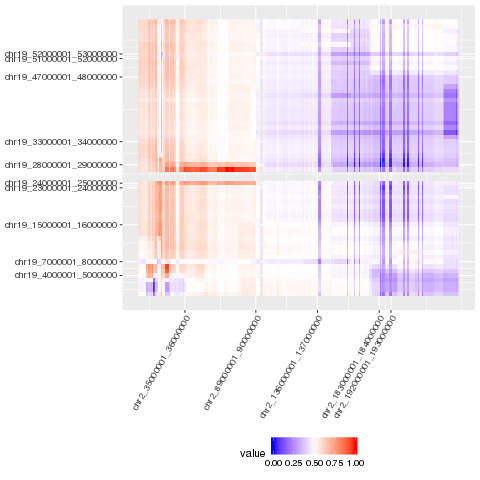 chr19_52000001_53000000
chr19_51000001_52000000
chr19_47000001_48000000
chr19_33000001_34000000
chr19_28000001_29000000
chr19_24000001_25000000
chr19_23000001_24000000
chr19_15000001_16000000
chr19_7000001_8000000
chr19_4000001_5000000
chr2_35000001_36000000
chr2_89000001_90000000
chr2_136000001_137000000
chr2_183000001_184000000
chr2_192000001_193000000
value
0.00 0.25 0.50 0.75 1.00